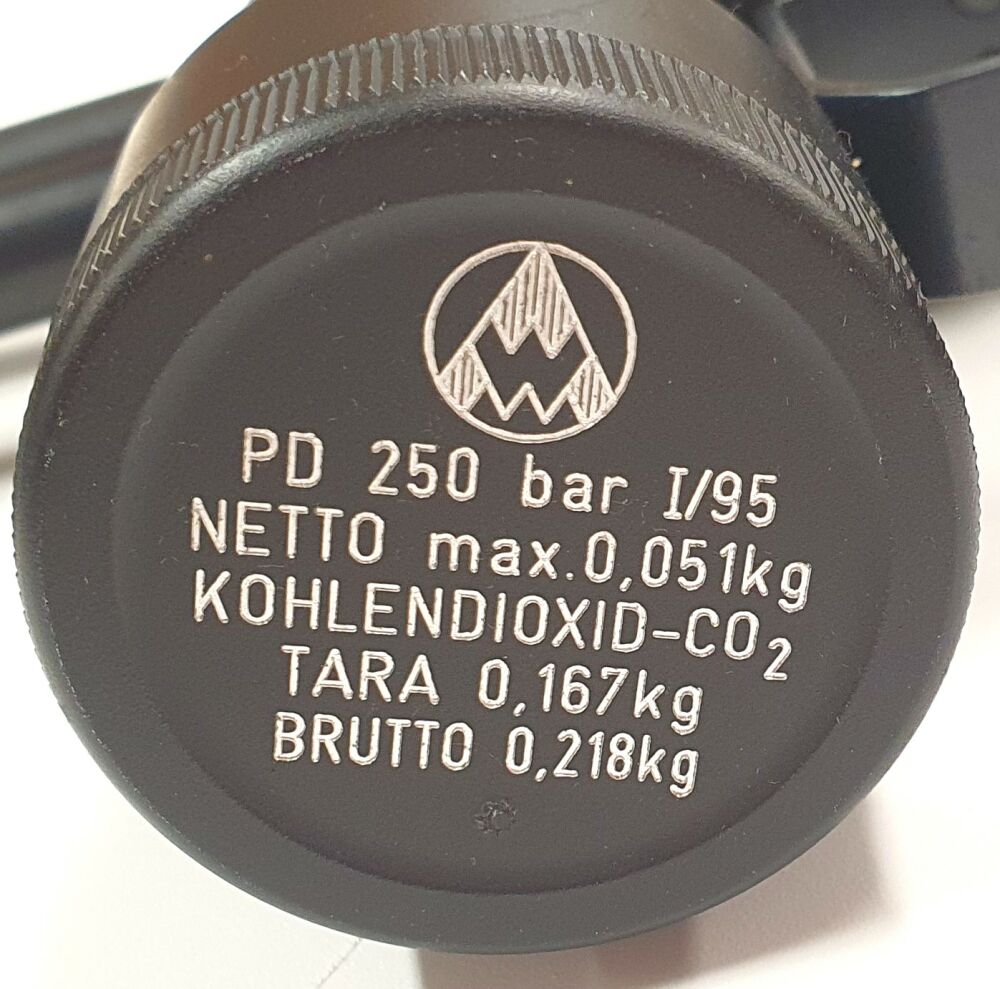 PD 250 bar I/95
NETTO max.0,051kg
KOHLENDIOXID-CO₂
TARA 0,167kg
BRUTTO 0,218kg